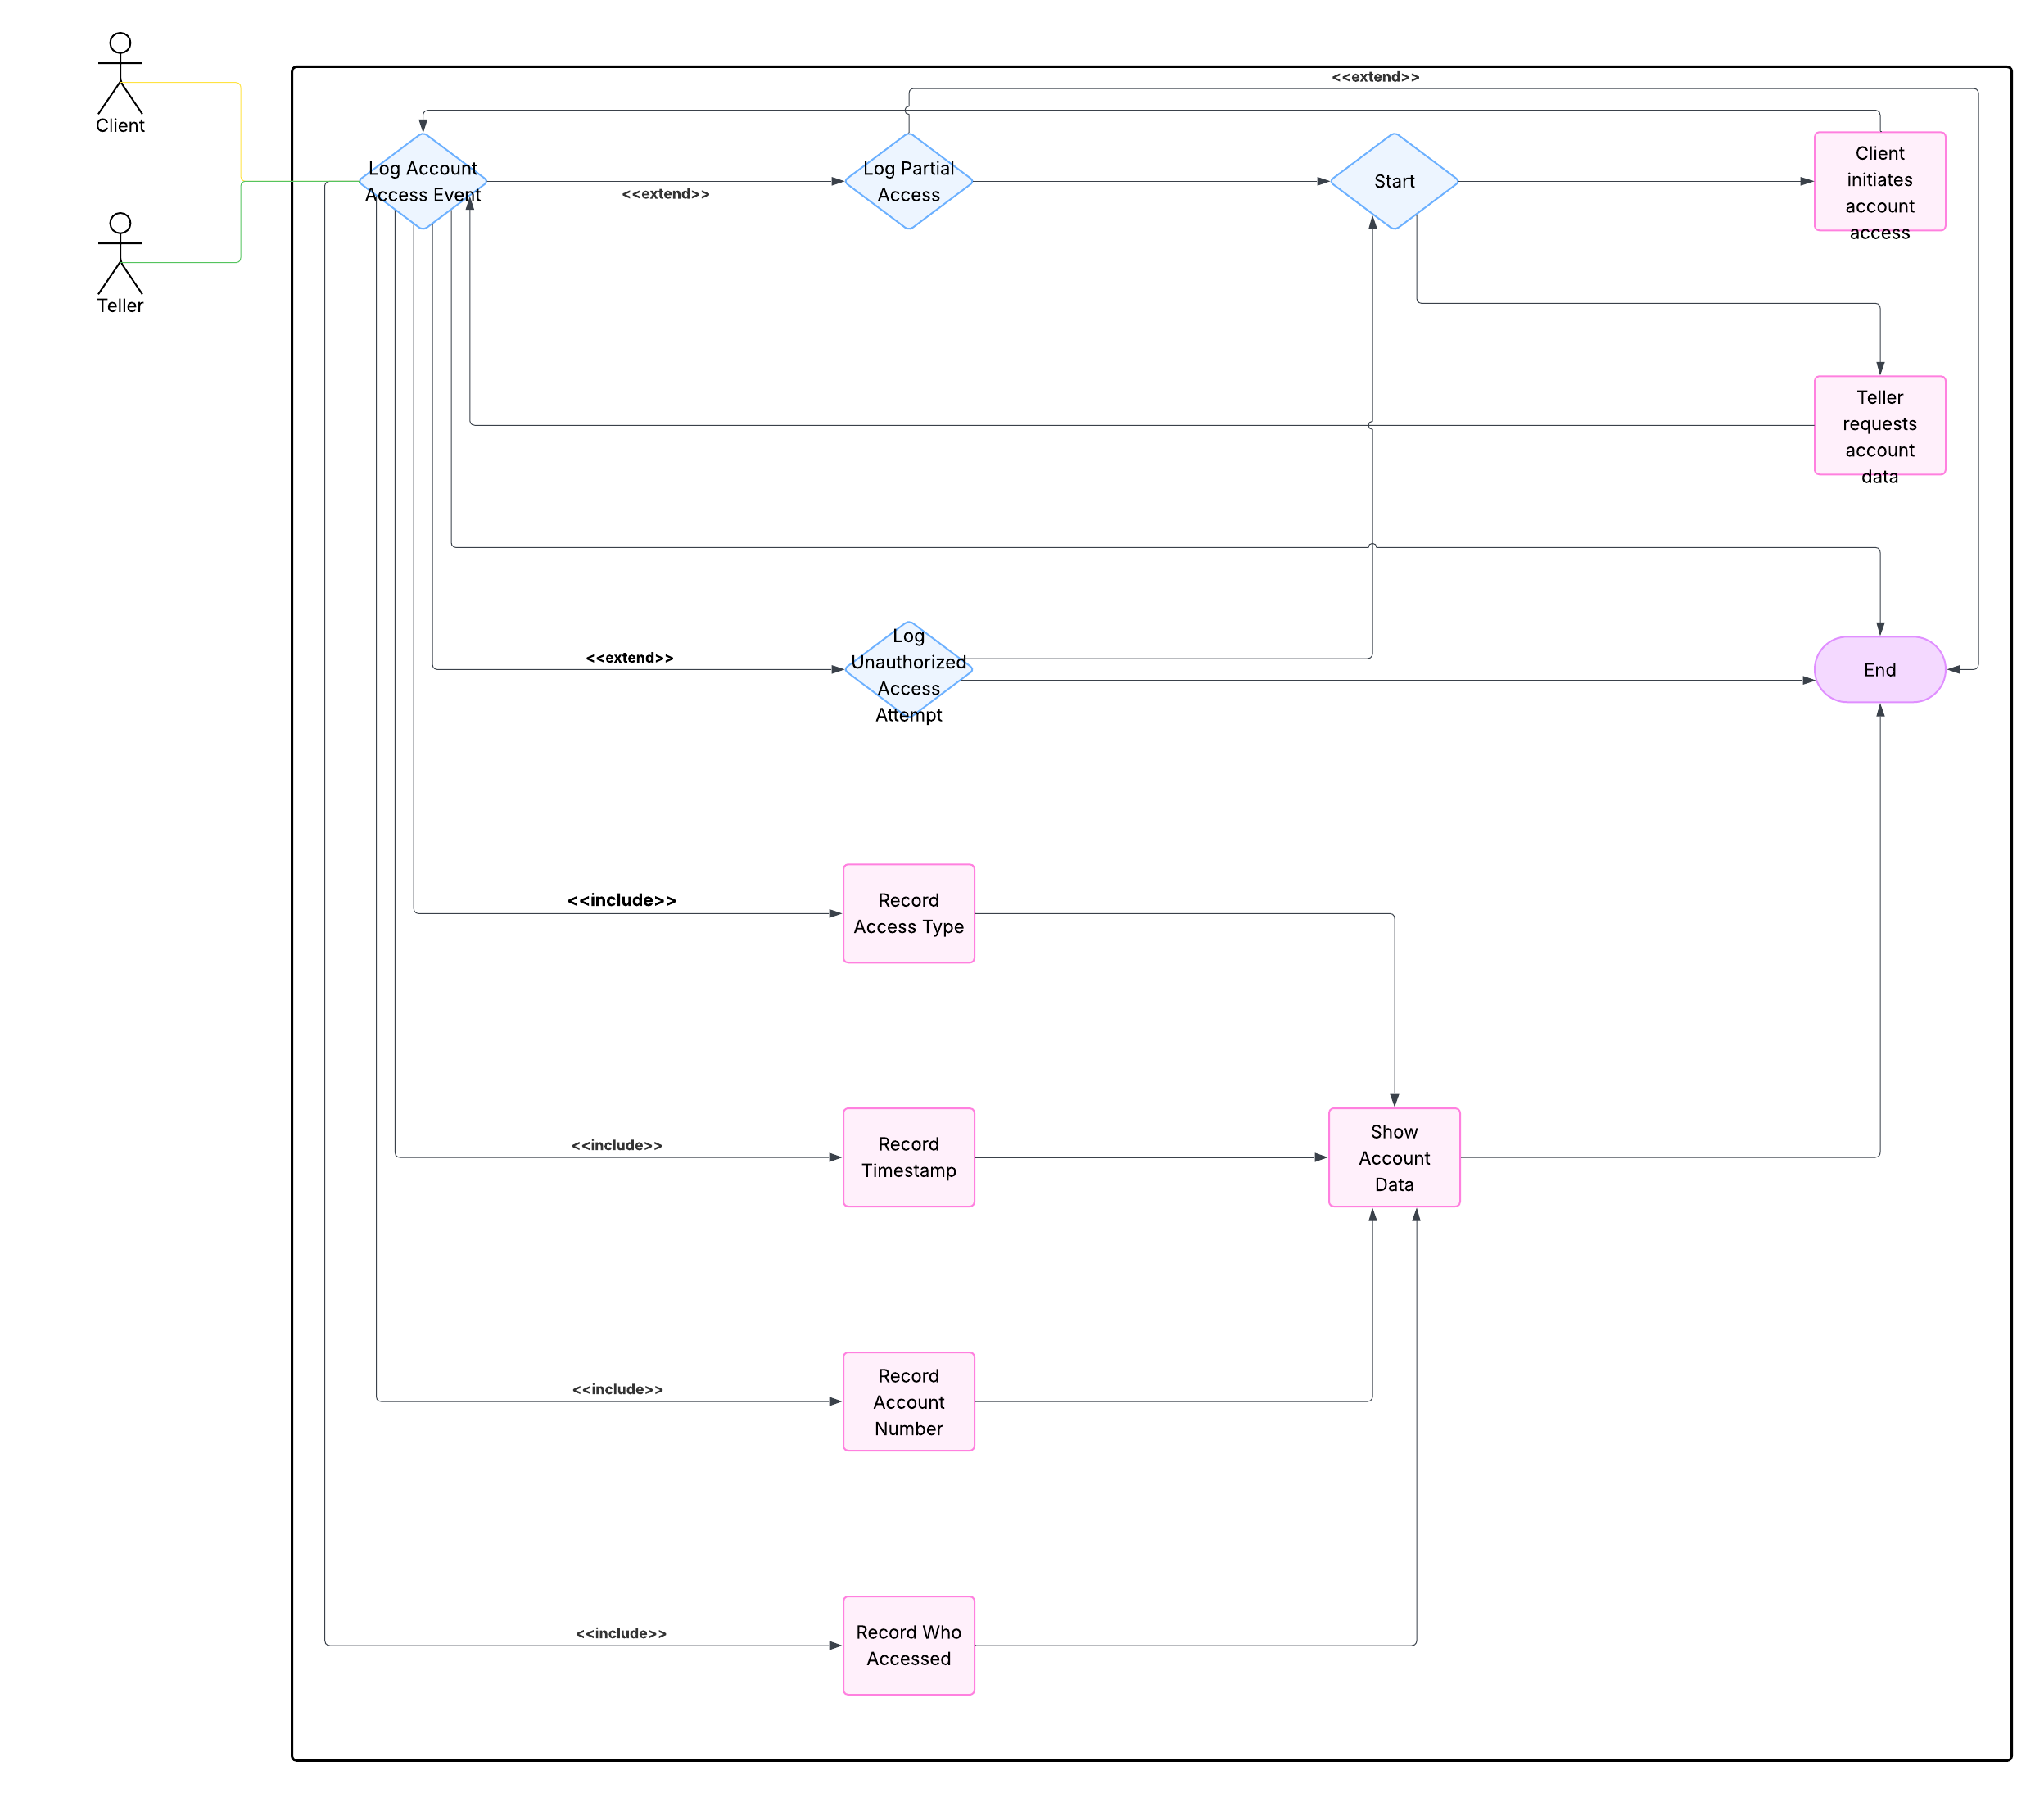 <<extend>>
Client
Log Account
Access Event
<<extend>>
Log Partial
Access
Start
Client
initiates
account
access
Teller
Teller
requests
account
data
<<extend>>
Log
Unauthorized
Access
Attempt
End
<<include>>
Record
Access Type
<<include>>
Record
Timestamp
Show
Account
Data
<<include>>
Record
Account
Number
<<include>>
Record Who
Accessed